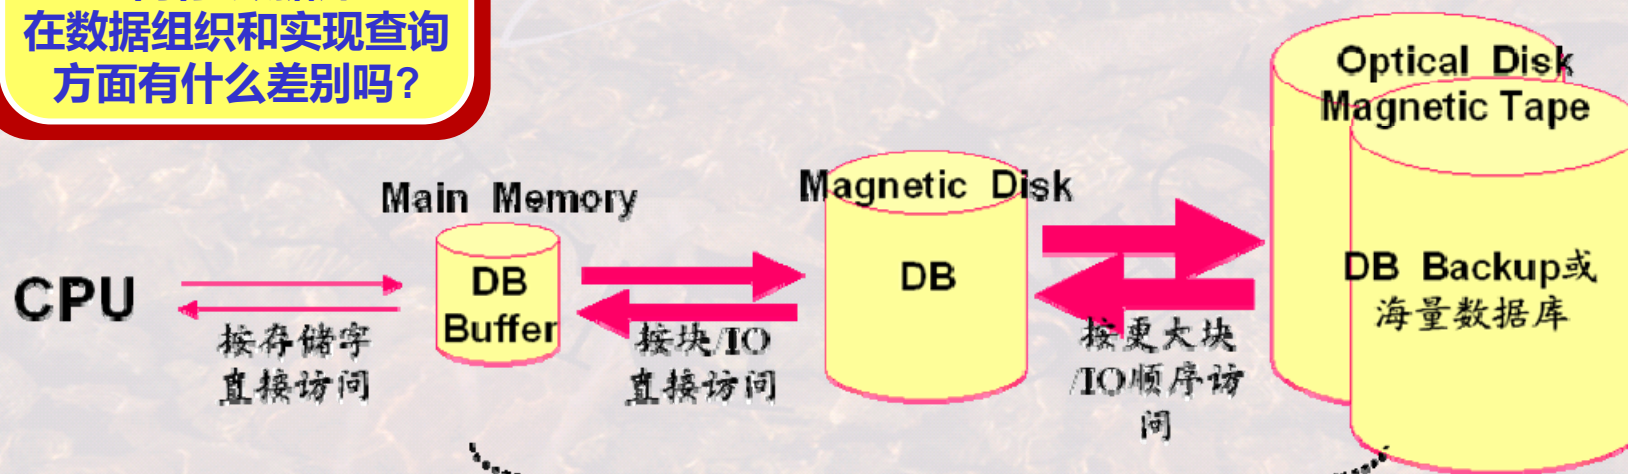 在数据组织和实现查询
方面有什么差别吗?
Optical Disk
Magnetic Tape
Main Memory
Magnetic Disk
CPU
DB
Buffer
DB
DB Backup或
海量数据库
按存储字
直接访问
按块/IO
直接访问
按更大块
/IO顺序访
问